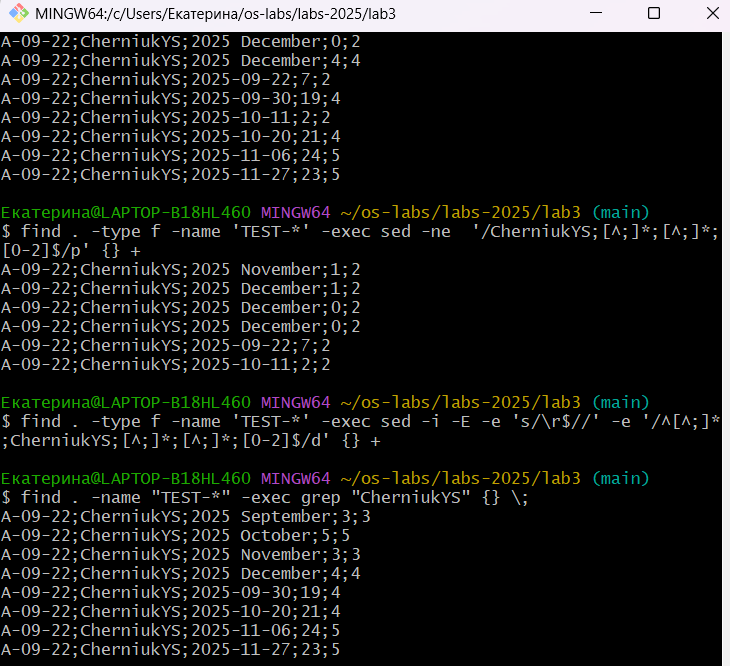 MINGW64:/c/Users/Екатерина/os-labs/labs-2025/lab3
A-09-22;CherniukYS;2025 December;0;2
A-09-22;CherniukYS;2025 December;4;4
A-09-22;CherniukYS;2025-09-22;7;2
A-09-22;CherniukYS;2025-09-30;19;4
A-09-22;CherniukYS;2025-10-11;2;2
A-09-22;CherniukYS;2025-10-20;21;4
A-09-22;CherniukYS;2025-11-06;24;5
A-09-22;CherniukYS;2025-11-27;23;5
Екатерина@LAPTOP-B18HL460 MINGW64 ~/os-labs/labs-2025/lab3 (main)
$ find . -type f -name 'TEST-*' -exec sed -ne  '/CherniukYS;[^;]*;[^;]*;
[0-2]$/p' {} +
A-09-22;CherniukYS;2025 November;1;2
A-09-22;CherniukYS;2025 December;1;2
A-09-22;CherniukYS;2025 December;0;2
A-09-22;CherniukYS;2025 December;0;2
A-09-22;CherniukYS;2025-09-22;7;2
A-09-22;CherniukYS;2025-10-11;2;2
Екатерина@LAPTOP-B18HL460 MINGW64 ~/os-labs/labs-2025/lab3 (main)
$ find . -type f -name 'TEST-*' -exec sed -i -E -e 's/\r$//' -e '/^[^;]*
;CherniukYS;[^;]*;[^;]*;[0-2]$/d' {} +
Екатерина@LAPTOP-B18HL460 MINGW64 ~/os-labs/labs-2025/lab3 (main)
$ find . -name "TEST-*" -exec grep "CherniukYS" {} \;
A-09-22;CherniukYS;2025 September;3;3
A-09-22;CherniukYS;2025 October;5;5
A-09-22;CherniukYS;2025 November;3;3
A-09-22;CherniukYS;2025 December;4;4
A-09-22;CherniukYS;2025-09-30;19;4
A-09-22;CherniukYS;2025-10-20;21;4
A-09-22;CherniukYS;2025-11-06;24;5
A-09-22;CherniukYS;2025-11-27;23;5